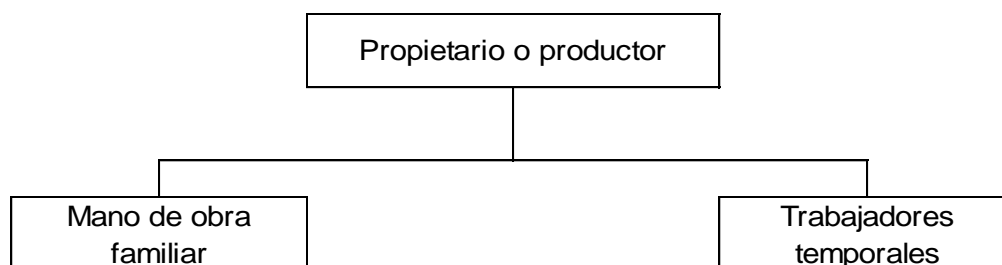 Propietario o productor
Mano de obra
familiar
Trabajadores
temporales